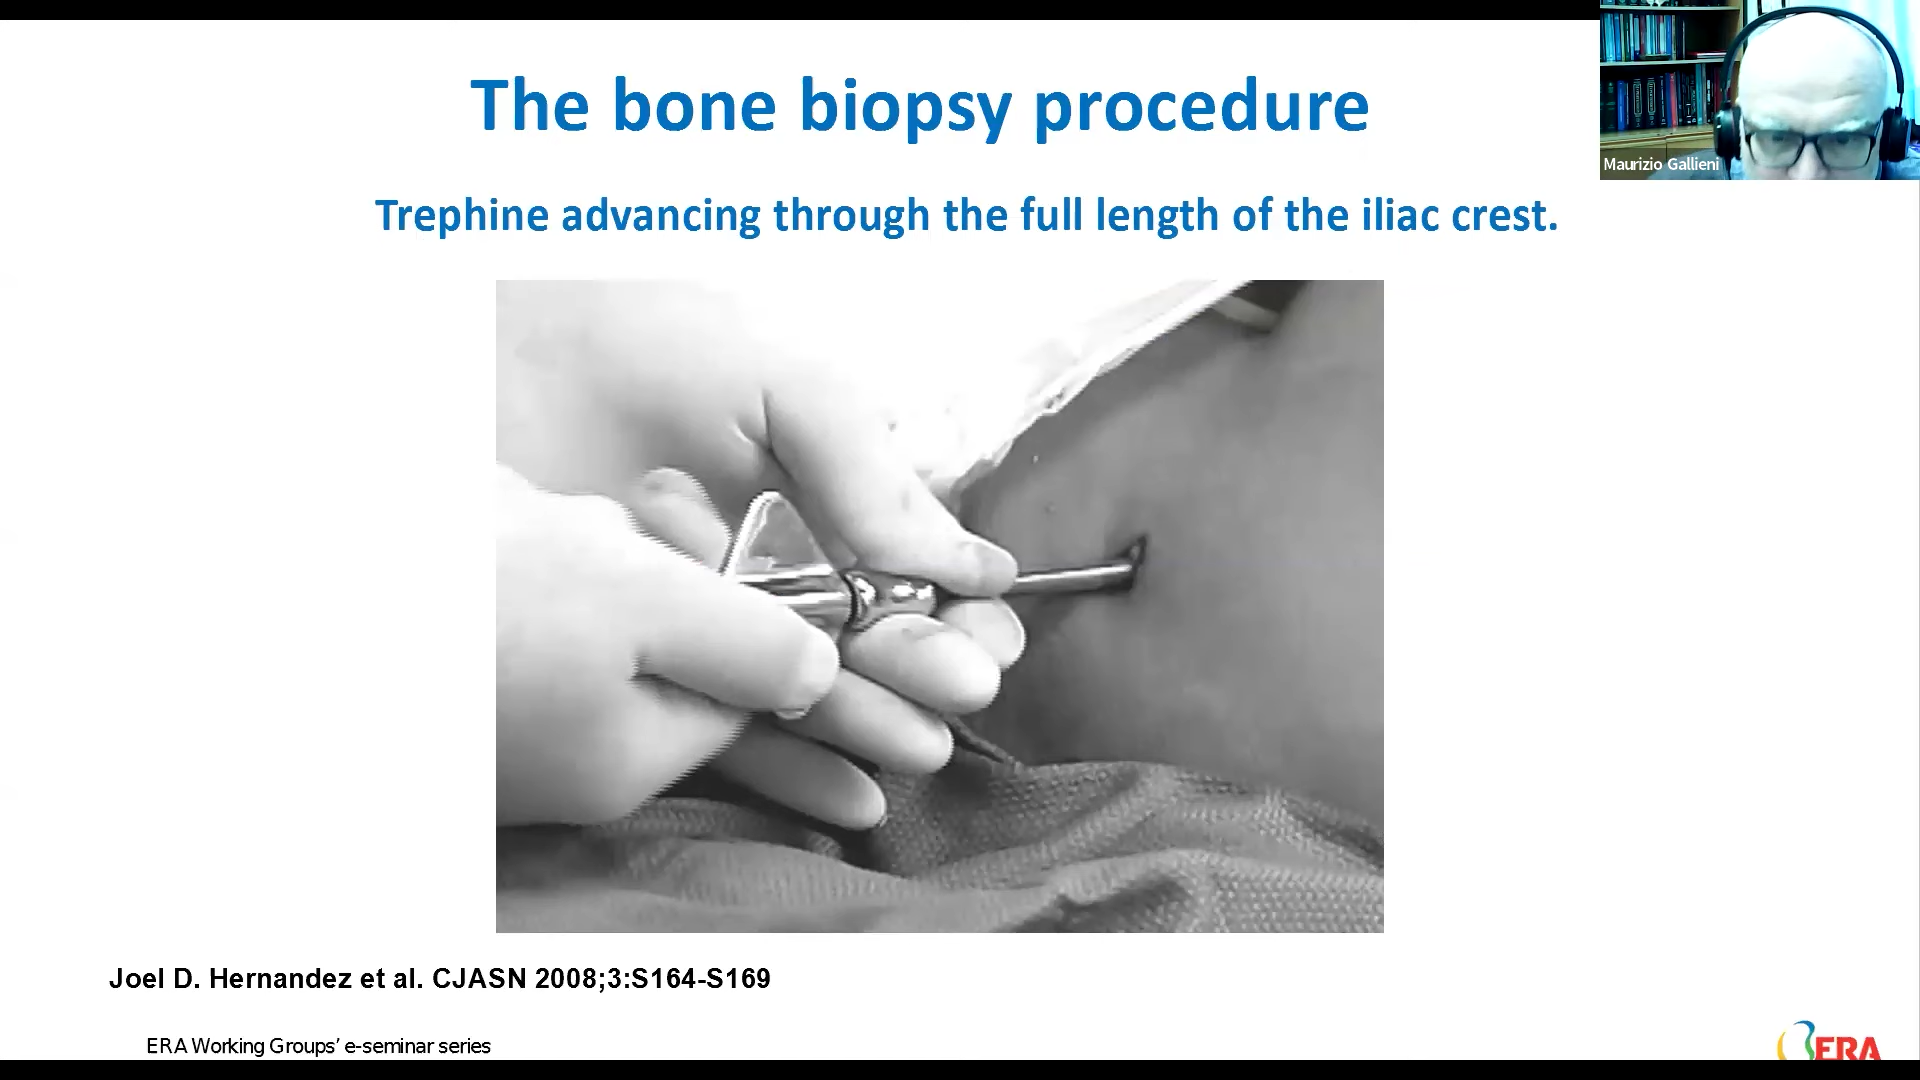 The bone biopsy procedure
Maurizio Gallieni
Trephine advancing through the full length of the iliac crest.
Joel D. Hernandez et al. CJASN 2008;3:S164-S169
ERA Working Groups’ e-seminar series
ERA